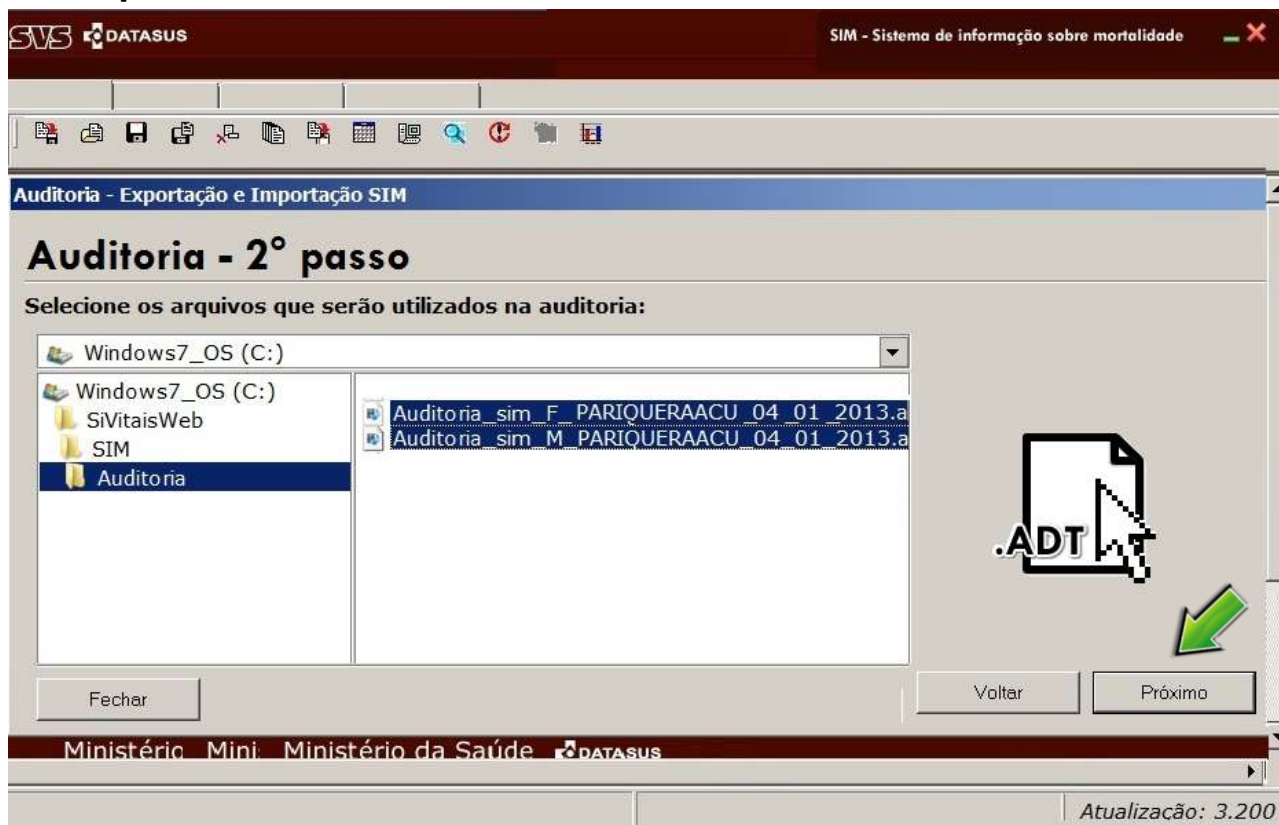 SVS DATASUS
SIM - Sistema de informação sobre mortalidade
Auditoria - Exportação e Importação SIM
Auditoria - 2° passo
Selecione os arquivos que serão utilizados na auditoria:
Windows7_OS (C:)
Windows7_OS (C:)
SiVitaisWeb
SIM
Auditoria
Auditoria_sim_F_PARIQUERAACU_04_01_2013.a
Auditoria_sim_M_PARIQUERAACU_04_01_2013.a
.ADT
Fechar
Voltar
Próximo
Ministério Mini Ministério da Saúde DATASUS
Atualização: 3.200